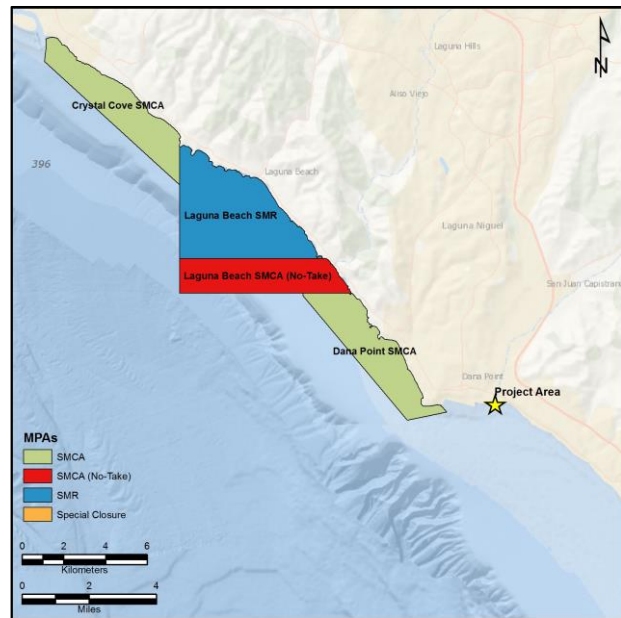 N
Laguna Hills
Aliso Viejo
Crystal Cove SMCA
396
Laguna Beach
Laguna Beach SMR
Laguna Niguel
Laguna Beach SMCA (No-Take)
San Juan Capistrano
Dana Point SMCA
Dana Point
Project Area
MPAs
SMCA
SMCA (No-Take)
SMR
Special Closure
0 2 4 6
Kilometers
0 2 4
Miles